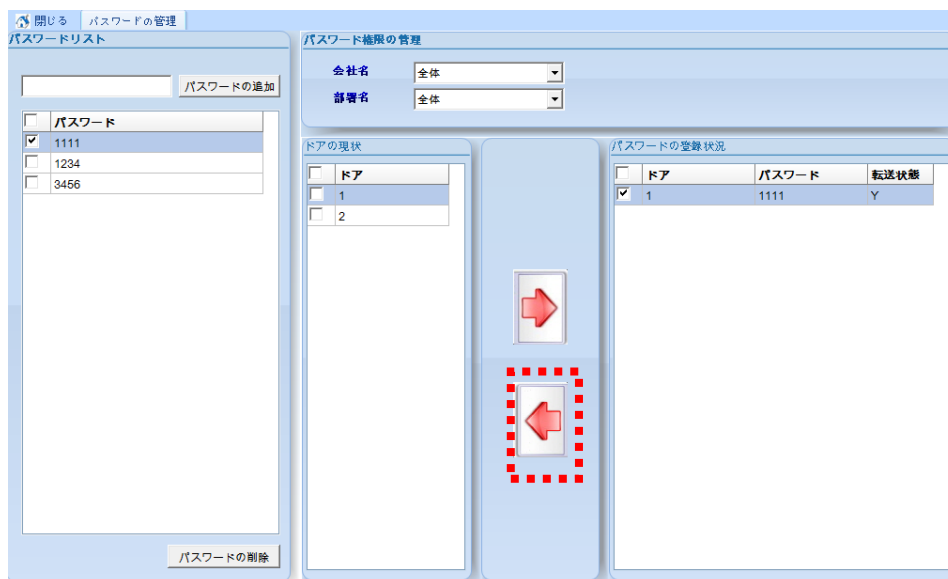 閉じる パスワードの管理
パスワードリスト
パスワードの追加
パスワード
1111
1234
3456
パスワードの削除
パスワード権限の管理
会社名 全体
部署名 全体
ドアの現状
ドア
1
2
パスワードの登録状況
ドア パスワード 転送状態
1 1111 Y